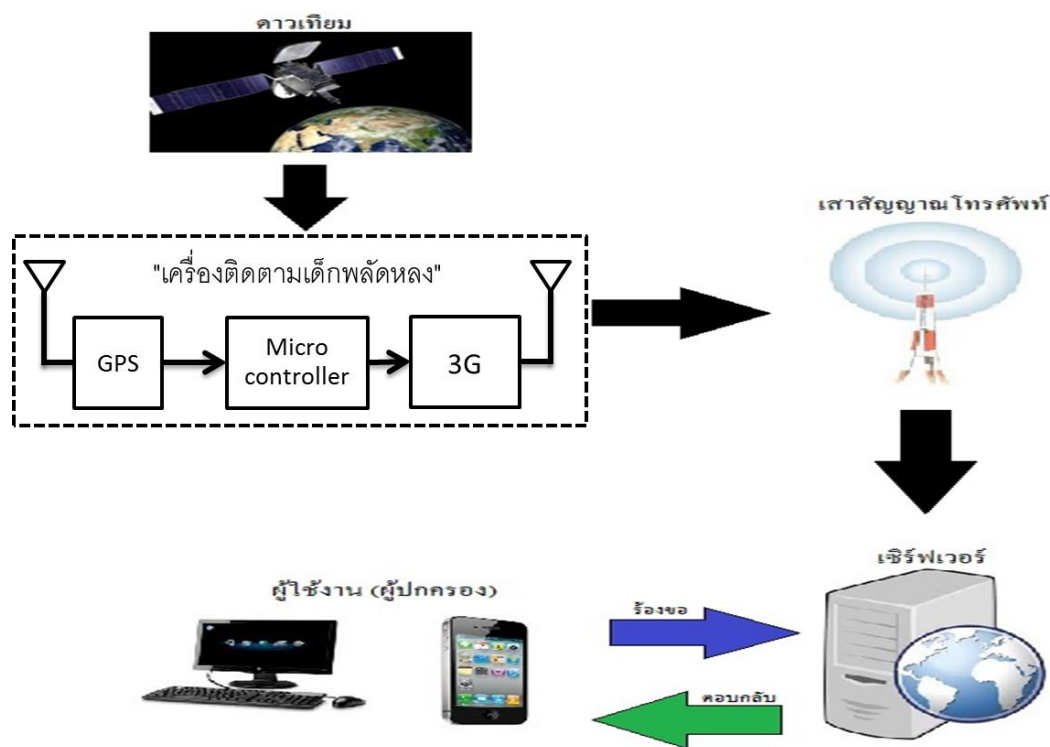 ดาวเทียม
เสาสัญญาณโทรศัพท์
"เครื่องติดตามเด็กพลัดหลง"
GPS
Micro
controller
3G
เซิร์ฟเวอร์
ผู้ใช้งาน (ผู้ปกครอง)
ร้องขอ
ตอบกลับ